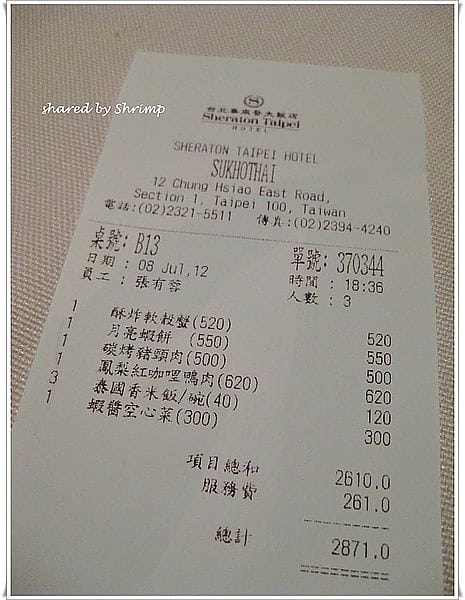 shared by Shrimp
S
台北喜來登大飯店
Sheraton Taipei
HOTEL
SHERATON TAIPEI HOTEL
SUKHOTHAI
12 Chung Hsiao East Road,
Section 1, Taipei 100, Taiwan
電話:(02)2321-5511 傳真:(02)2394-4240
桌號: B13 單號: 370344
日期 : 08 Jul,12 時間 : 18:36
員工 : 張有蓉 人數 : 3
1 酥炸軟殼蟹(520) 520
1 月亮蝦餅 (550) 550
1 碳烤豬頸肉(500) 500
1 鳳梨紅咖哩鴨肉(620) 620
3 泰國香米飯/碗(40) 120
1 蝦醬空心菜(300) 300
項目總和 2610.0
服務費 261.0
總計 2871.0